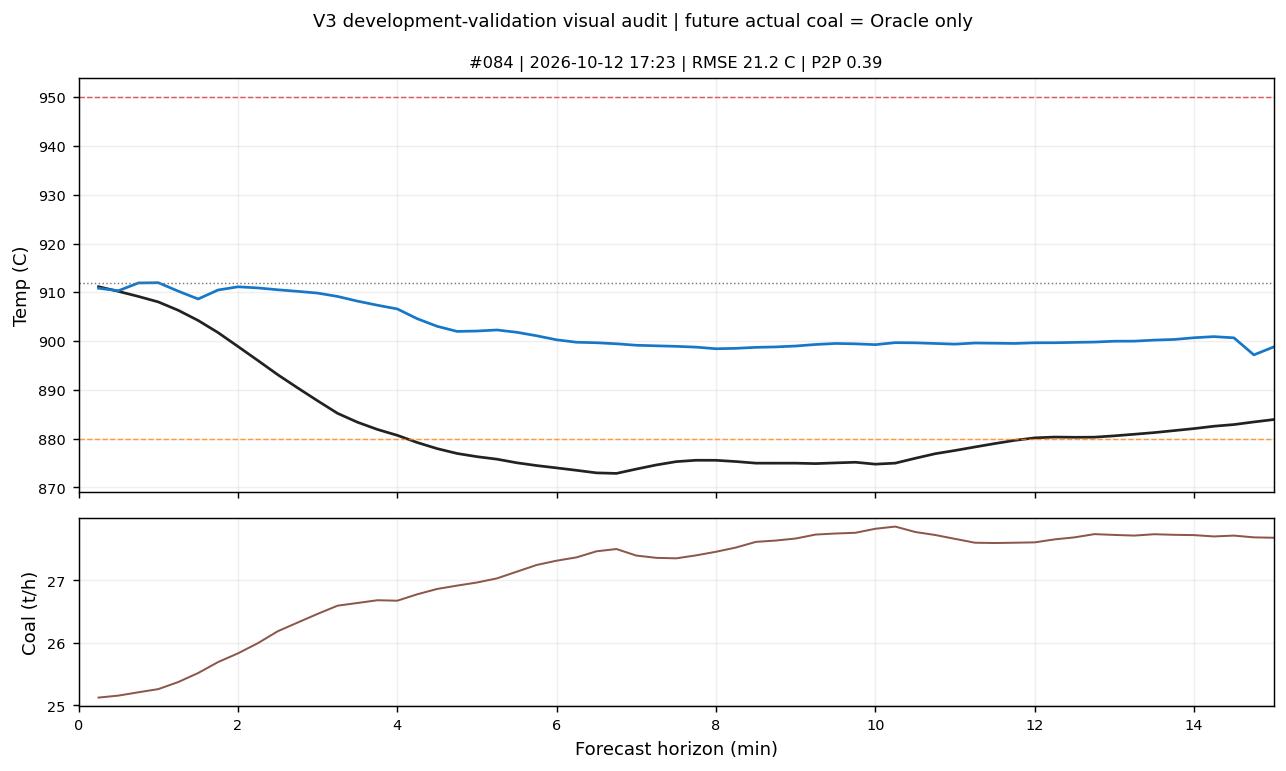 V3 development-validation visual audit | future actual coal = Oracle only
#084 | 2026-10-12 17:23 | RMSE 21.2 C | P2P 0.39
950
940
930
920
910
900
890
880
870
Temp (C)
27
26
25
Coal (t/h)
0 2 4 6 8 10 12 14
Forecast horizon (min)